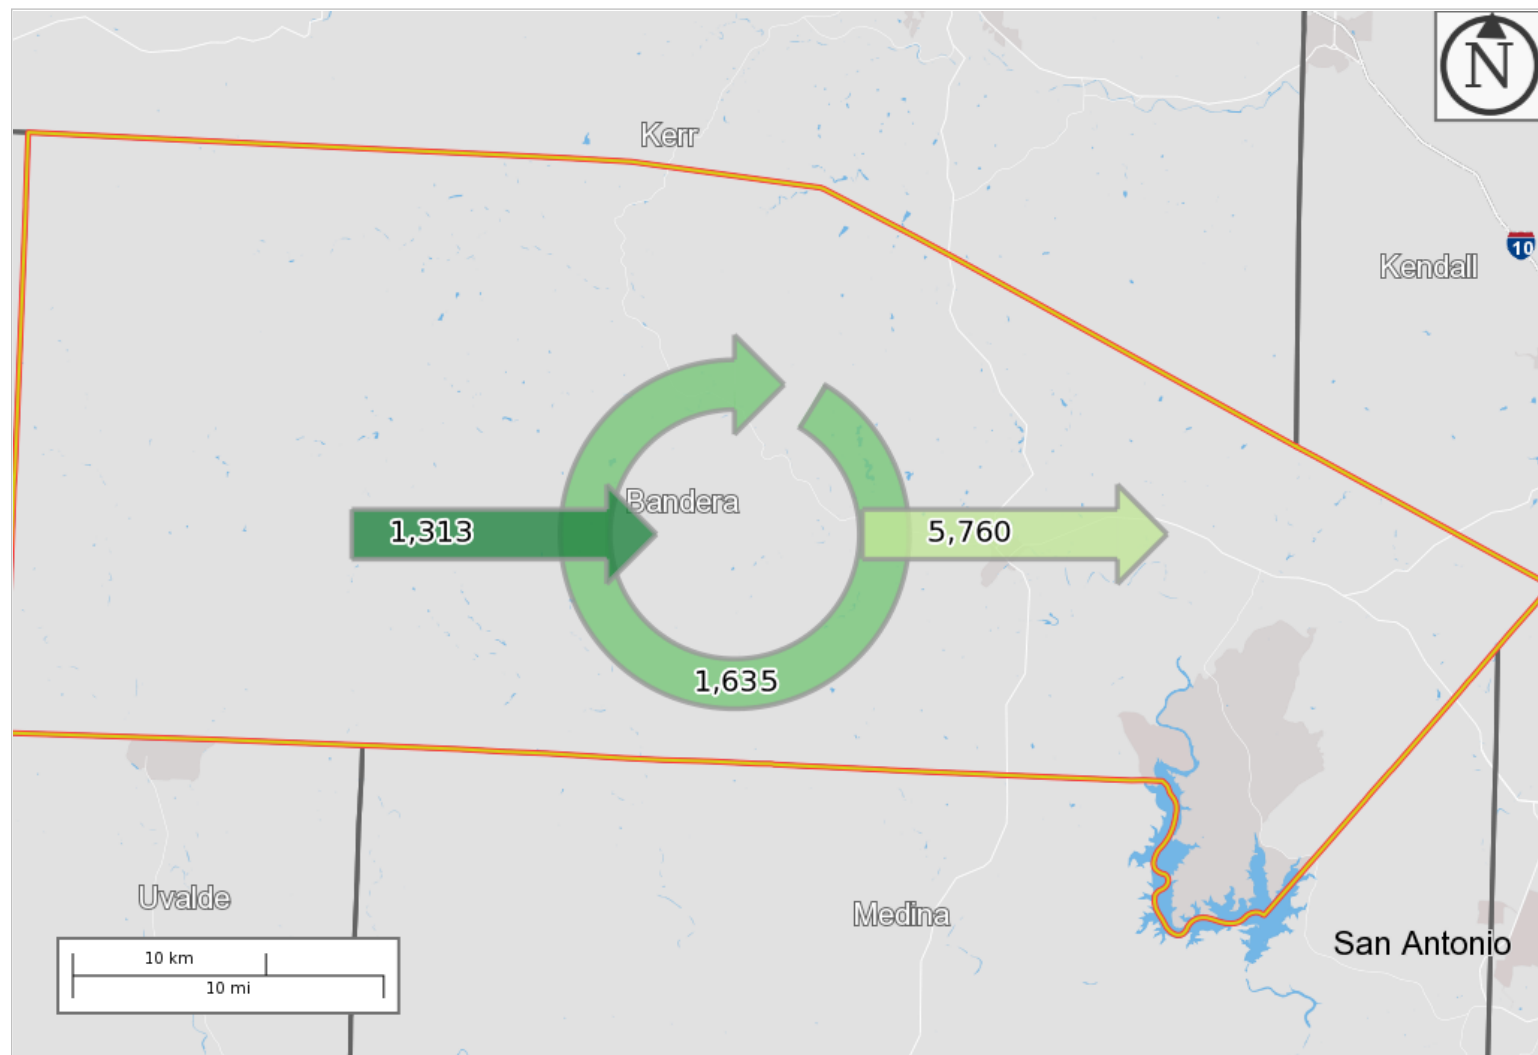 N
Kerr
10
Kendall
Bandera
1,313
5,760
1,635
Uvalde
Medina
San Antonio
10 km
10 mi